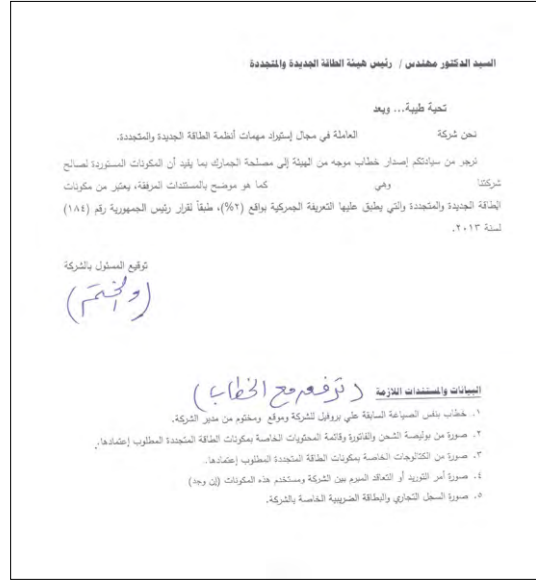 السيد الدكتور مهندس / رئيس هيئة الطاقة الجديدة والمتجددة
تحية طيبة... وبعد
نحن شركة العاملة في مجال إستيراد مهمات أنظمة الطاقة الجديدة والمتجددة.
نرجو من سيادتكم إصدار خطاب موجه من الهيئة إلى مصلحة الجمارك بما يفيد أن المكونات المستوردة لصالح
شركتنا وهي كما هو موضح بالمستندات المرفقة، يعتبر من مكونات
الطاقة الجديدة والمتجددة والتي يطبق عليها التعريفة الجمركية بواقع (٢%)، طبقاً لقرار رئيس الجمهورية رقم (١٨٤)
لسنة ٢٠١٣.
توقيع المسئول بالشركة
(والختم)
البيانات والمستندات اللازمة (ترفق مع الخطاب)
١. خطاب بنفس الصياغة السابقة علي بروفيل للشركة وموقع ومختوم من مدير الشركة.
٢. صورة من بوليصة الشحن والفاتورة وقائمة المحتويات الخاصة بمكونات الطاقة المتجددة المطلوب إعتمادها.
٣. صورة من الكتالوجات الخاصة بمكونات الطاقة المتجددة المطلوب إعتمادها.
٤. صورة أمر التوريد أو التعاقد المبرم بين الشركة ومستخدم هذه المكونات (إن وجد)
٥. صورة السجل التجاري والبطاقة الضريبية الخاصة بالشركة.